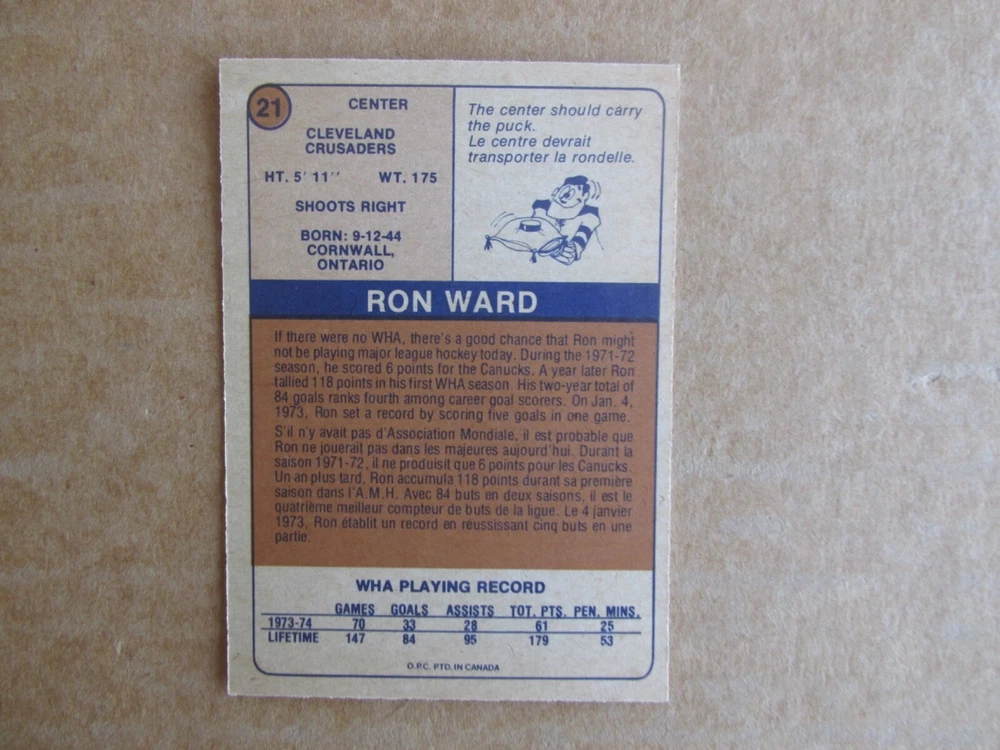 21
CENTER
CLEVELAND
CRUSADERS
HT. 5' 11'' WT. 175
SHOOTS RIGHT
BORN: 9-12-44
CORNWALL,
ONTARIO
The center should carry
the puck.
Le centre devrait
transporter la rondelle.
RON WARD
If there were no WHA, there's a good chance that Ron might
not be playing major league hockey today. During the 1971-72
season, he scored 6 points for the Canucks. A year later Ron
tallied 118 points in his first WHA season. His two-year total of
84 goals ranks fourth among career goal scorers. On Jan. 4,
1973, Ron set a record by scoring five goals in one game.
S'il n'y avait pas d'Association Mondiale, il est probable que
Ron ne jouerait pas dans les majeures aujourd'hui. Durant la
saison 1971-72, il ne produisit que 6 points pour les Canucks.
Un an plus tard, Ron accumula 118 points durant sa première
saison dans l'A.M.H. Avec 84 buts en deux saisons, il est le
quatrième meilleur compteur de buts de la ligue. Le 4 janvier
1973, Ron établit un record en réussissant cinq buts en une
partie.
WHA PLAYING RECORD
GAMES GOALS ASSISTS TOT. PTS. PEN. MINS.
1973-74 70 33 28 61 25
LIFETIME 147 84 95 179 53
O.P.C. PTD. IN CANADA